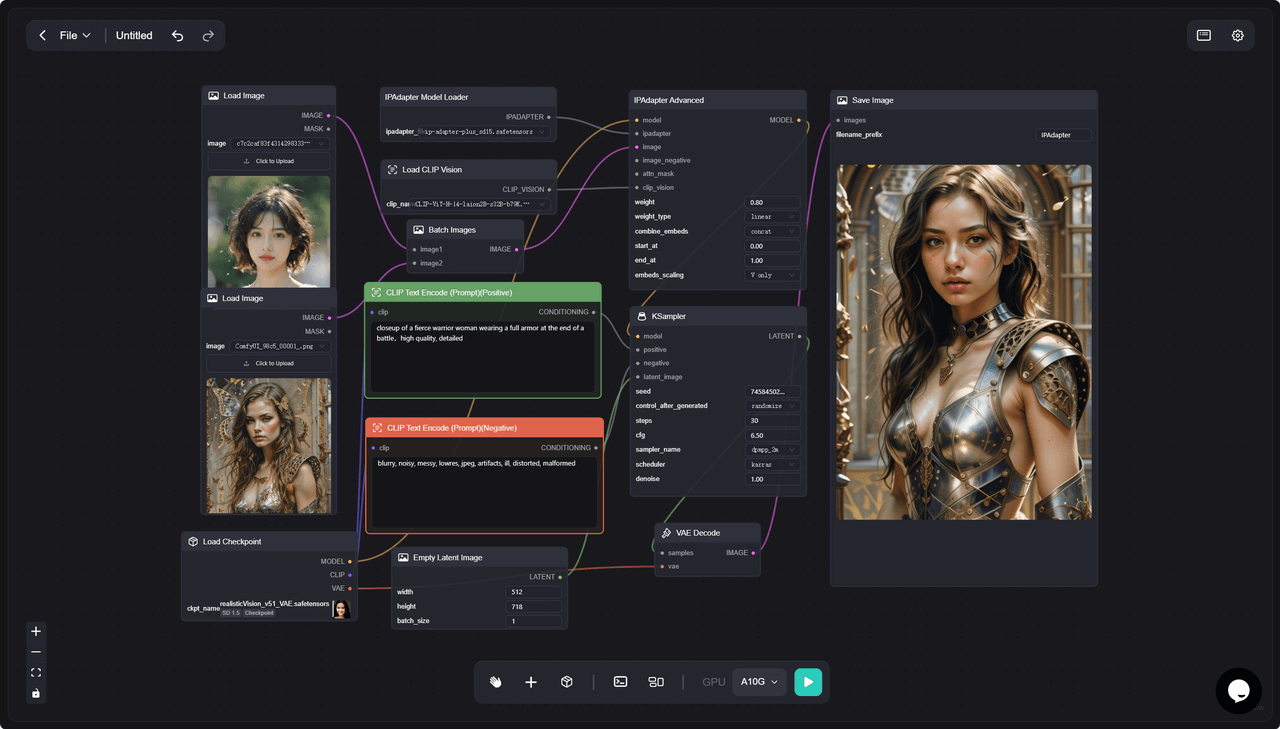 File
Untitled
Load Image
IMAGE
MASK
image
c7c2caf83f4314298333···
Click to Upload
Load Image
IMAGE
MASK
image
ComfyUI_98c5_00001_.png
Click to Upload
Load Checkpoint
MODEL
CLIP
VAE
ckpt_name
realisticVision_v51_VAE.safetensors
SD 1.5 Checkpoint
IPAdapter Model Loader
IPADAPTER
ipadapter_
ip-adapter-plus_sd15.safetensors
Load CLIP Vision
CLIP_VISION
CLIP-ViT-H-14-laion2B-s32B-b79K.···
Batch Images
image1 IMAGE
image2
CLIP Text Encode (Prompt)(Positive)
clip CONDITIONING
closeup of a fierce warrior woman wearing a full armor at the end of a
battle, high quality, detailed
CLIP Text Encode (Prompt)(Negative)
clip CONDITIONING
blurry, noisy, messy, lowres, jpeg, artifacts, ill, distorted, malformed
Empty Latent Image
LATENT
width 512
height 718
batch_size 1
IPAdapter Advanced
model MODEL
ipadapter
image
image_negative
attn_mask
clip_vision
weight 0.80
weight_type linear
combine_embeds concat
start_at 0.00
end_at 1.00
embeds_scaling V only
KSampler
model LATENT
positive
negative
latent_image
seed 74584502...
control_after_generated randomize
steps 30
cfg 6.50
sampler_name dpmpp_2m
scheduler karras
denoise 1.00
VAE Decode
samples IMAGE
vae
Save Image
images
filename_prefix IPAdapter
GPU A10G